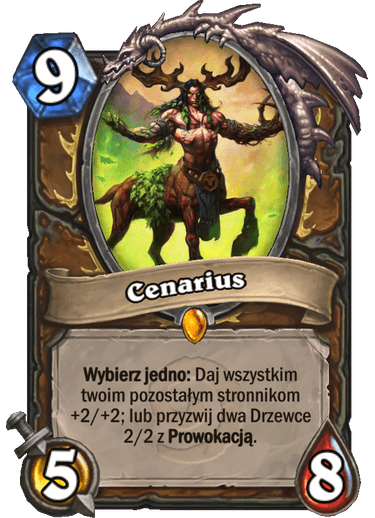 9
Cenarius
Wybierz jedno: Daj wszystkim
twoim pozostałym stronnikom
+2/+2; lub przyzwij dwa Drzewce
2/2 z Prowokacją.
5
8